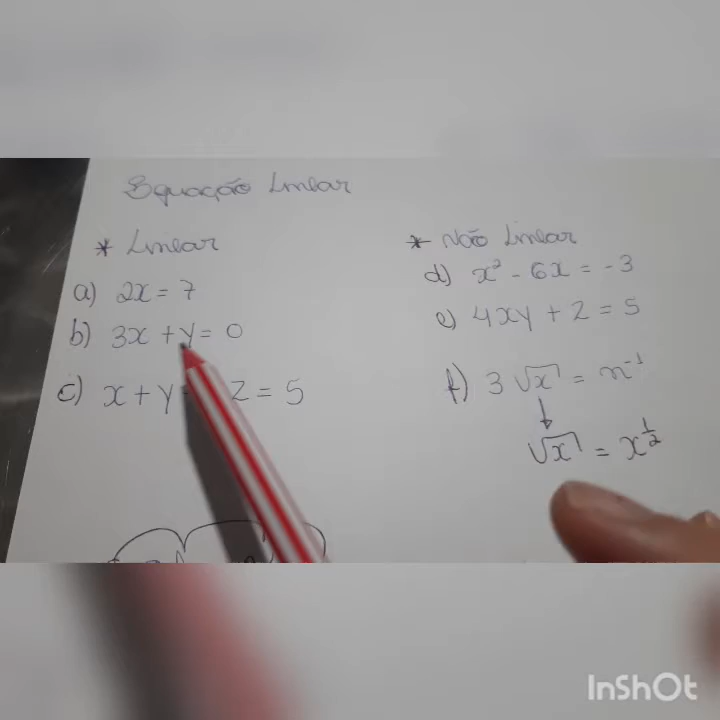 Equação Linear
* Linear
a) 2x = 7
b) 3x + y = 0
c) x + y z = 5
* Não Linear
d) x² - 6x = -3
e) 4xy + z = 5
f) 3 √x = n⁻¹
↓
√x = x^½
InShOt